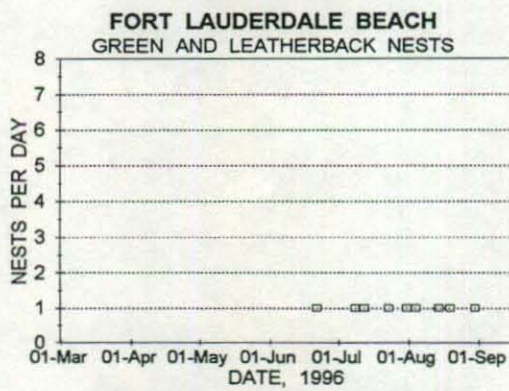 FORT LAUDERDALE BEACH
GREEN AND LEATHERBACK NESTS
8
7
6
5
4
3
2
1
0
NESTS PER DAY
01-Mar 01-Apr 01-May 01-Jun 01-Jul 01-Aug 01-Sep
DATE, 1996